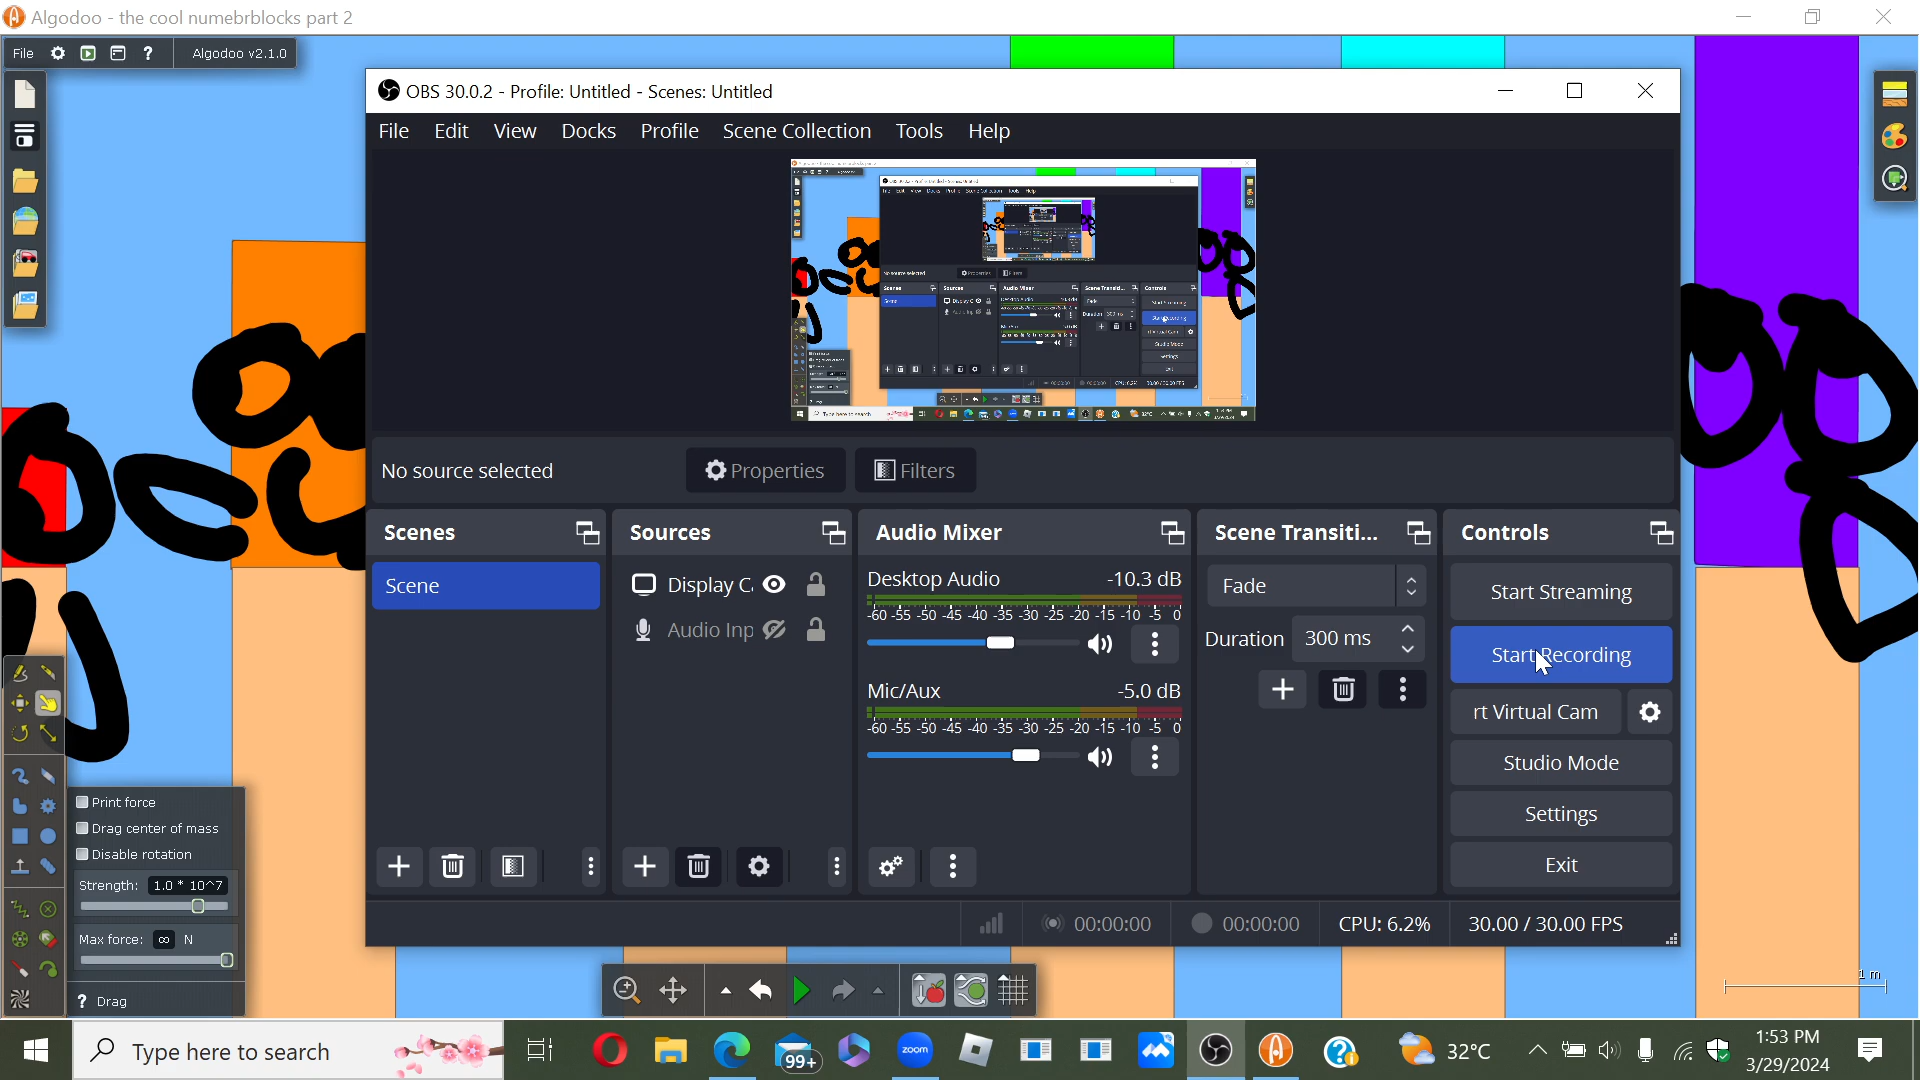 Algodoo - the cool numebrblocks part 2
File
Algodoo v2.1.0
OBS 30.0.2 - Profile: Untitled - Scenes: Untitled
File Edit View Docks Profile Scene Collection Tools Help
No source selected
Properties
Filters
Scenes
Sources
Audio Mixer
Scene Transiti...
Controls
Scene
Display C
Audio Inp
Desktop Audio -10.3 dB
-60 -55 -50 -45 -40 -35 -30 -25 -20 -15 -10 -5 0
Mic/Aux -5.0 dB
-60 -55 -50 -45 -40 -35 -30 -25 -20 -15 -10 -5 0
Fade
Duration 300 ms
Start Streaming
Start Recording
rt Virtual Cam
Studio Mode
Settings
Exit
00:00:00
00:00:00
CPU: 6.2%
30.00 / 30.00 FPS
Print force
Drag center of mass
Disable rotation
Strength: 1.0 * 10^7
Max force: ∞ N
? Drag
1 m
Type here to search
99+
zoom
32°C
1:53 PM
3/29/2024